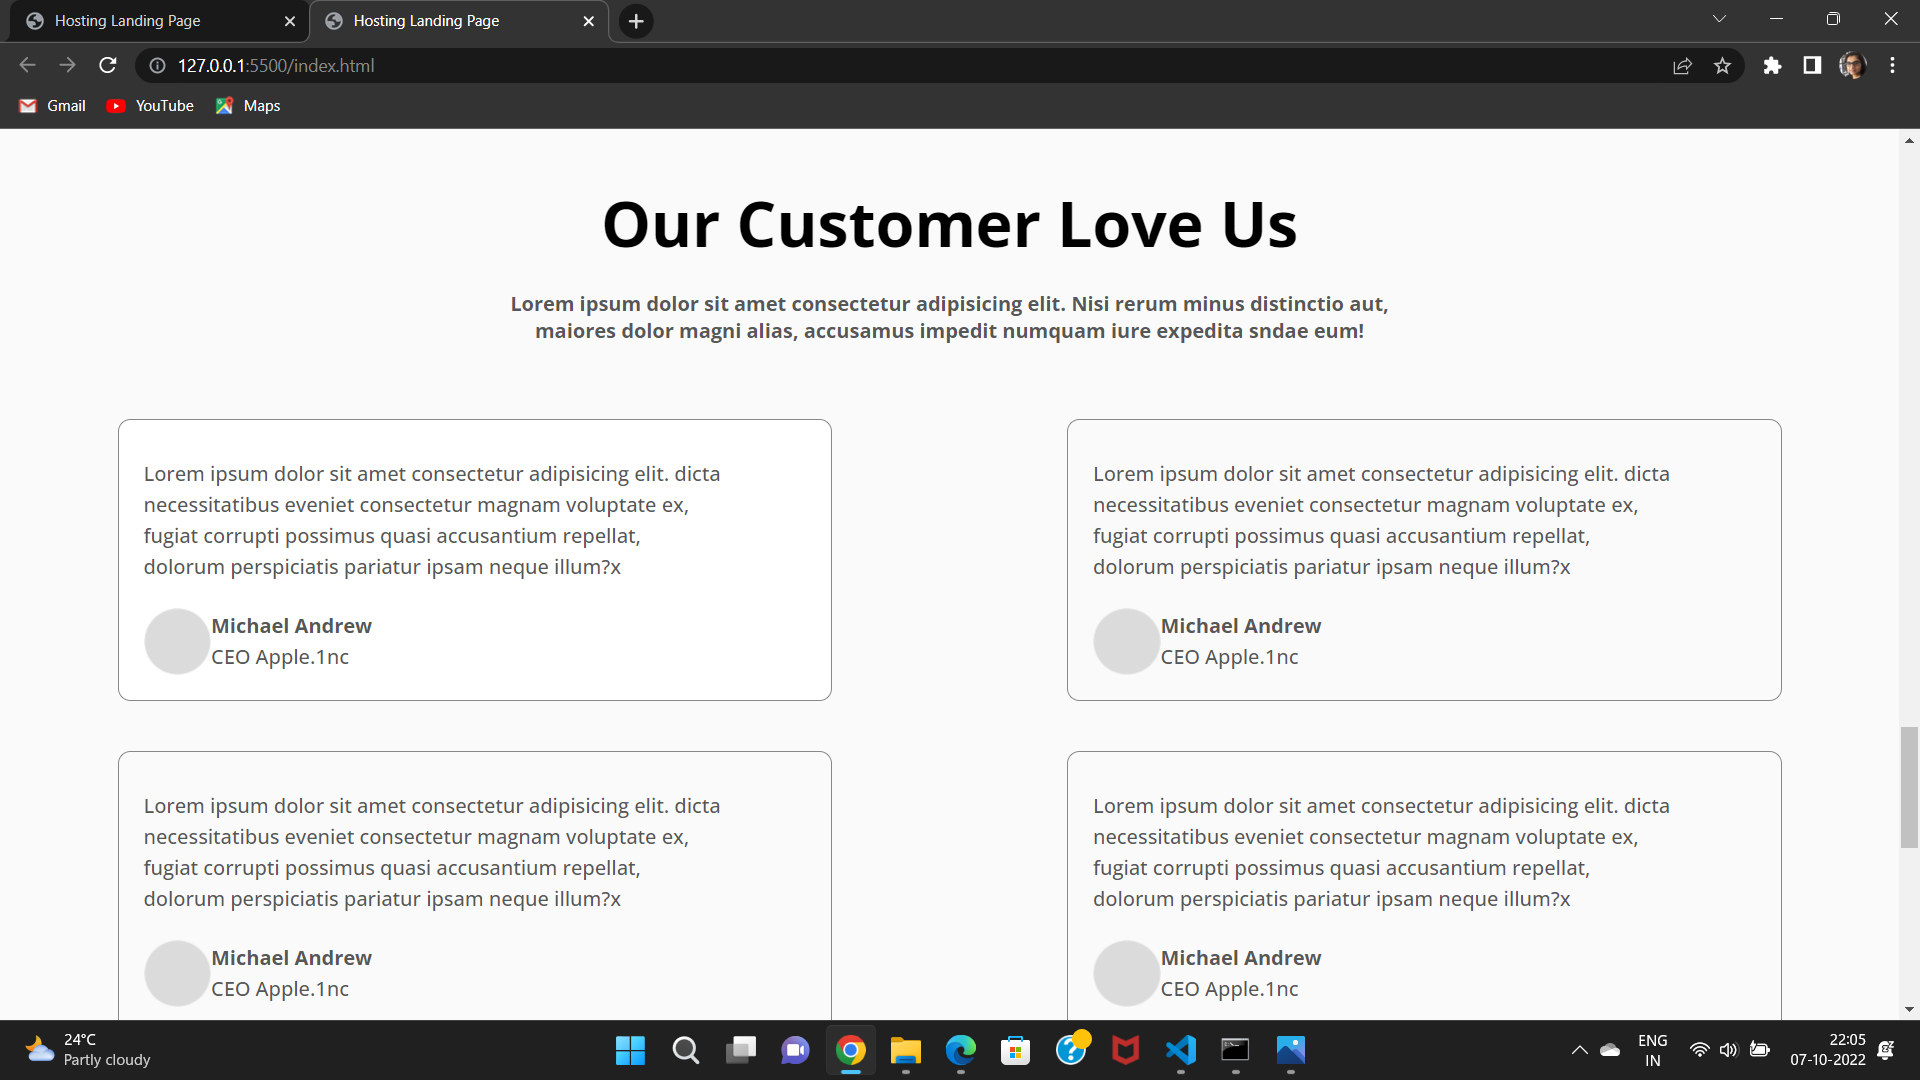 Hosting Landing Page
Hosting Landing Page
127.0.0.1:5500/index.html
Gmail YouTube Maps
Our Customer Love Us
Lorem ipsum dolor sit amet consectetur adipisicing elit. Nisi rerum minus distinctio aut,
maiores dolor magni alias, accusamus impedit numquam iure expedita sndae eum!
Lorem ipsum dolor sit amet consectetur adipisicing elit. dicta
necessitatibus eveniet consectetur magnam voluptate ex,
fugiat corrupti possimus quasi accusantium repellat,
dolorum perspiciatis pariatur ipsam neque illum?x
Michael Andrew
CEO Apple.1nc
Lorem ipsum dolor sit amet consectetur adipisicing elit. dicta
necessitatibus eveniet consectetur magnam voluptate ex,
fugiat corrupti possimus quasi accusantium repellat,
dolorum perspiciatis pariatur ipsam neque illum?x
Michael Andrew
CEO Apple.1nc
Lorem ipsum dolor sit amet consectetur adipisicing elit. dicta
necessitatibus eveniet consectetur magnam voluptate ex,
fugiat corrupti possimus quasi accusantium repellat,
dolorum perspiciatis pariatur ipsam neque illum?x
Michael Andrew
CEO Apple.1nc
Lorem ipsum dolor sit amet consectetur adipisicing elit. dicta
necessitatibus eveniet consectetur magnam voluptate ex,
fugiat corrupti possimus quasi accusantium repellat,
dolorum perspiciatis pariatur ipsam neque illum?x
Michael Andrew
CEO Apple.1nc
24°C
Partly cloudy
ENG
IN
22:05
07-10-2022